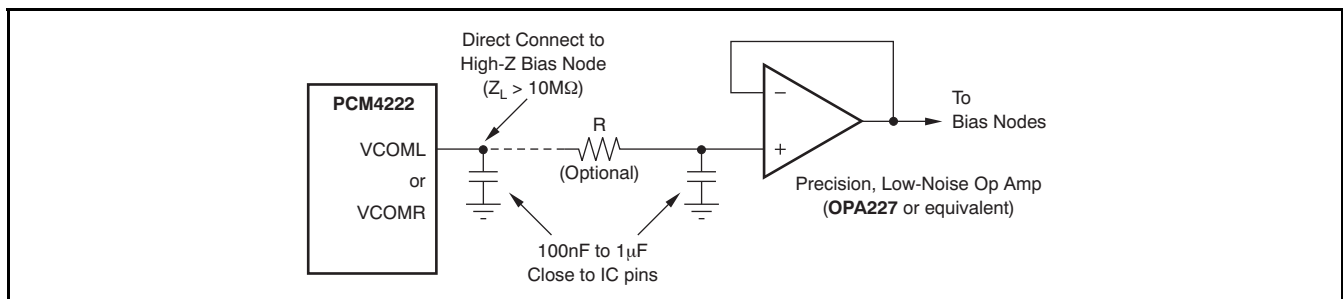 Direct Connect to
High-Z Bias Node
(ZL > 10MΩ)
PCM4222
VCOML
or
VCOMR
R
(Optional)
100nF to 1μF
Close to IC pins
−
+
To
Bias Nodes
Precision, Low-Noise Op Amp
(OPA227 or equivalent)